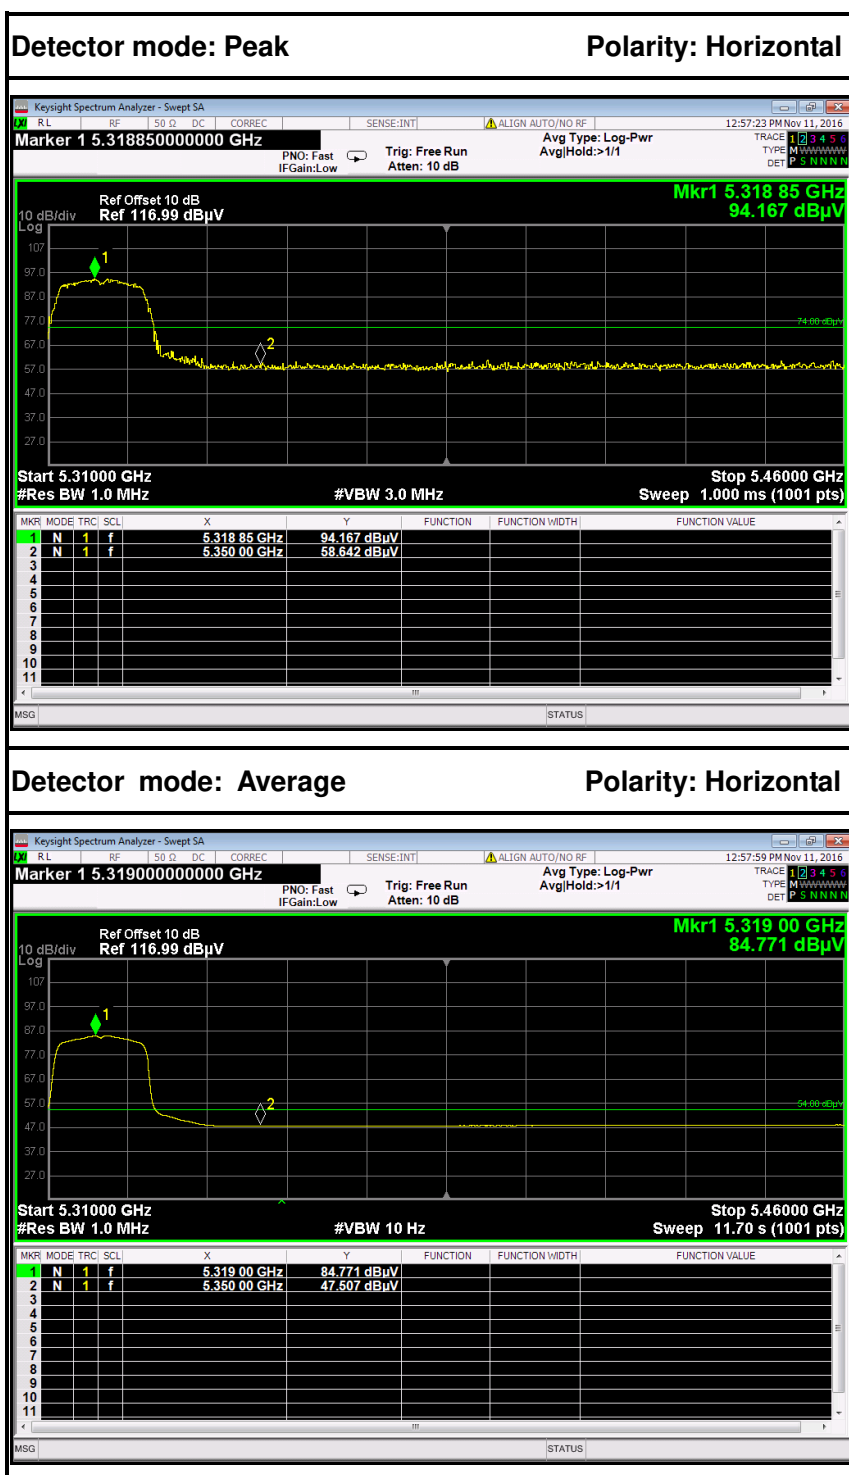 Detector mode: Peak Polarity: Horizontal
Keysight Spectrum Analyzer - Swept SA
LXI RL RF 50 Ω DC CORREC SENSE:INT ALIGN AUTO/NO RF 12:57:23 PM Nov 11, 2016
Marker 1 5.318850000000 GHz Avg Type: Log-Pwr TRACE 1 2 3 4 5 6
PNO: Fast Trig: Free Run Avg|Hold:>1/1 TYPE M WWWWW
IFGain:Low Atten: 10 dB DET P S N N N N
Mkr1 5.318 85 GHz
Ref Offset 10 dB
10 dB/div Ref 116.99 dBµV 94.167 dBµV
Log
107
1
97.0
87.0
77.0
74.00 dBµV
67.0
2
57.0
47.0
37.0
27.0
Start 5.31000 GHz Stop 5.46000 GHz
#Res BW 1.0 MHz #VBW 3.0 MHz Sweep 1.000 ms (1001 pts)
MKR MODE TRC SCL X Y FUNCTION FUNCTION WIDTH FUNCTION VALUE
1 N 1 f 5.318 85 GHz 94.167 dBµV
2 N 1 f 5.350 00 GHz 58.642 dBµV
3
4
5
6
7
8
9
10
11
MSG STATUS
Detector mode: Average Polarity: Horizontal
Keysight Spectrum Analyzer - Swept SA
LXI RL RF 50 Ω DC CORREC SENSE:INT ALIGN AUTO/NO RF 12:57:59 PM Nov 11, 2016
Marker 1 5.319000000000 GHz Avg Type: Log-Pwr TRACE 1 2 3 4 5 6
PNO: Fast Trig: Free Run Avg|Hold:>1/1 TYPE M WWWWW
IFGain:Low Atten: 10 dB DET P S N N N N
Mkr1 5.319 00 GHz
Ref Offset 10 dB
10 dB/div Ref 116.99 dBµV 84.771 dBµV
Log
107
97.0
1
87.0
77.0
67.0
57.0
54.00 dBµV
2
47.0
37.0
27.0
Start 5.31000 GHz Stop 5.46000 GHz
#Res BW 1.0 MHz #VBW 10 Hz Sweep 11.70 s (1001 pts)
MKR MODE TRC SCL X Y FUNCTION FUNCTION WIDTH FUNCTION VALUE
1 N 1 f 5.319 00 GHz 84.771 dBµV
2 N 1 f 5.350 00 GHz 47.507 dBµV
3
4
5
6
7
8
9
10
11
MSG STATUS